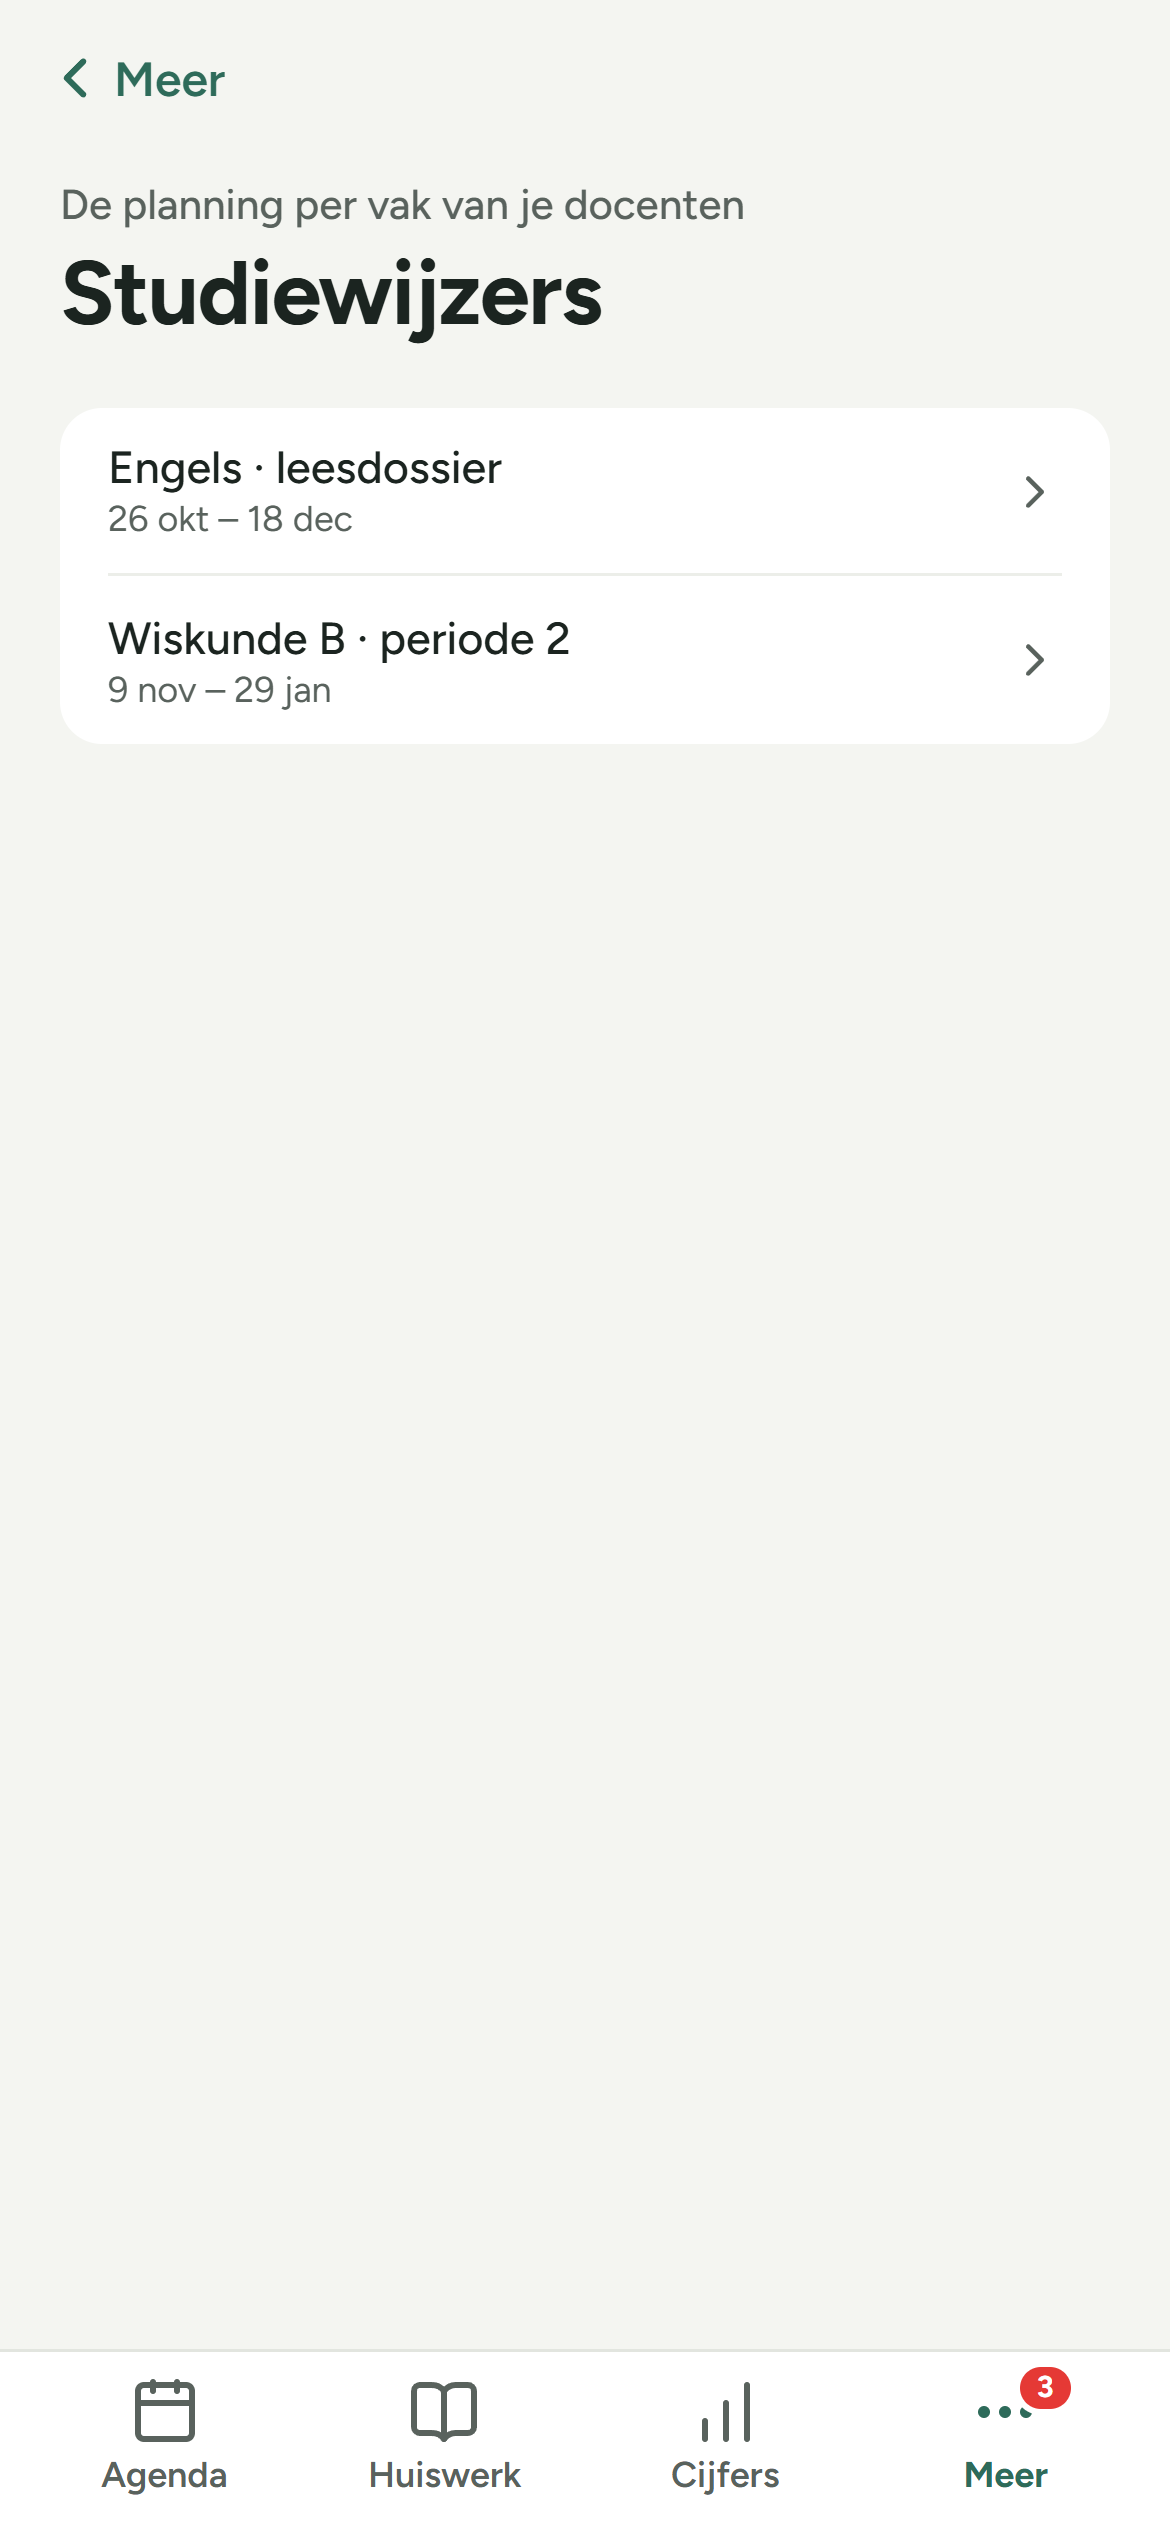 Meer
De planning per vak van je docenten
Studiewijzers
Engels · leesdossier
26 okt – 18 dec
Wiskunde B · periode 2
9 nov – 29 jan
3
Agenda
Huiswerk
Cijfers
Meer